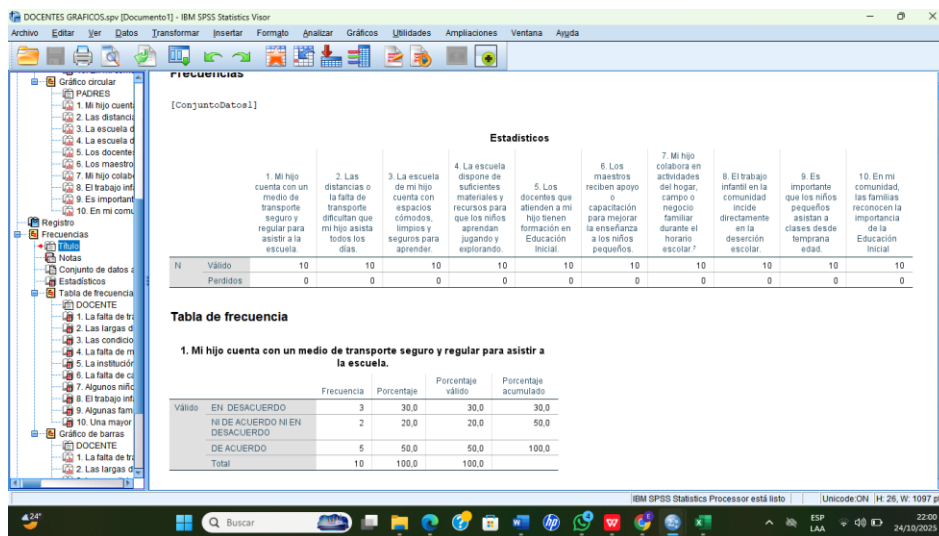 DOCENTES GRAFICOS.spv [Documento1] - IBM SPSS Statistics Visor
Archivo Editar Ver Datos Transformar Insertar Formato Analizar Gráficos Utilidades Ampliaciones Ventana Ayuda
Gráfico circular
PADRES
1. Mi hijo cuent
2. Las distanci
3. La escuela d
4. La escuela d
5. Los docente
6. Los maestro
7. Mi hijo colab
8. El trabajo inf
9. Es important
10. En mi comu
Registro
Frecuencias
Título
Notas
Conjunto de datos a
Estadísticos
Tabla de frecuencia
DOCENTE
1. La falta de tra
2. Las largas d
3. Las condicio
4. La falta de m
5. La institución
6. La falta de ca
7. Algunos niño
8. El trabajo inf
9. Algunas fam
10. Una mayor
Gráfico de barras
DOCENTE
1. La falta de tra
2. Las largas d
Frecuencias
[ConjuntoDatos1]
Estadísticos
1. Mi hijo
cuenta con un
medio de
transporte
seguro y
regular para
asistir a la
escuela.
2. Las
distancias o
la falta de
transporte
dificultan que
mi hijo asista
todos los
días.
3. La escuela
de mi hijo
cuenta con
espacios
cómodos,
limpios y
seguros para
aprender.
4. La escuela
dispone de
suficientes
materiales y
recursos para
que los niños
aprendan
jugando y
explorando.
5. Los
docentes que
atienden a mi
hijo tienen
formación en
Educación
Inicial.
6. Los
maestros
reciben apoyo
o
capacitación
para mejorar
la enseñanza
a los niños
pequeños.
7. Mi hijo
colabora en
actividades
del hogar,
campo o
negocio
familiar
durante el
horario
escolar.²
8. El trabajo
infantil en la
comunidad
incide
directamente
en la
deserción
escolar.
9. Es
importante
que los niños
pequeños
asistan a
clases desde
temprana
edad.
10. En mi
comunidad,
las familias
reconocen la
importancia
de la
Educación
Inicial
N Válido 10 10 10 10 10 10 10 10 10 10
Perdidos 0 0 0 0 0 0 0 0 0 0
Tabla de frecuencia
1. Mi hijo cuenta con un medio de transporte seguro y regular para asistir a
la escuela.
Frecuencia Porcentaje Porcentaje válido Porcentaje acumulado
Válido EN DESACUERDO 3 30,0 30,0 30,0
NI DE ACUERDO NI EN DESACUERDO 2 20,0 20,0 50,0
DE ACUERDO 5 50,0 50,0 100,0
Total 10 100,0 100,0
IBM SPSS Statistics Processor está listo Unicode:ON H: 26, W: 1097 p
24° Buscar ESP 22:00
LAA 24/10/2025